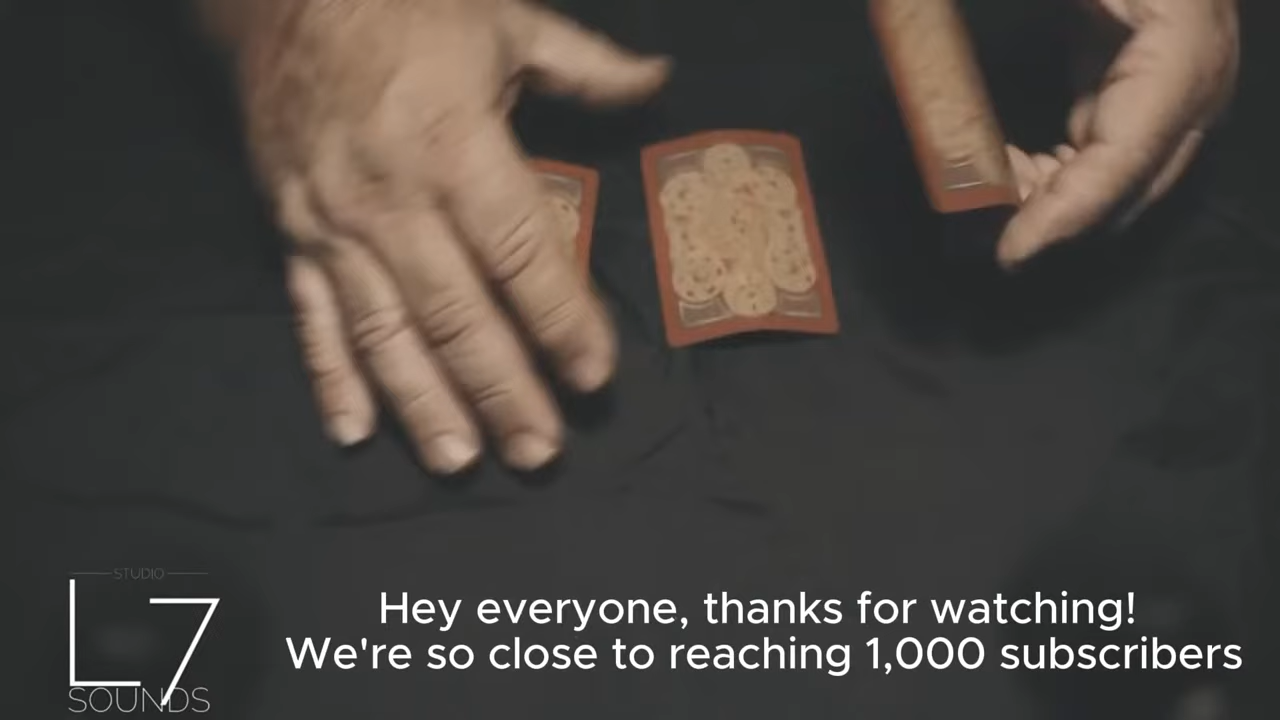 STUDIO
L7
SOUNDS
Hey everyone, thanks for watching!
We're so close to reaching 1,000 subscribers